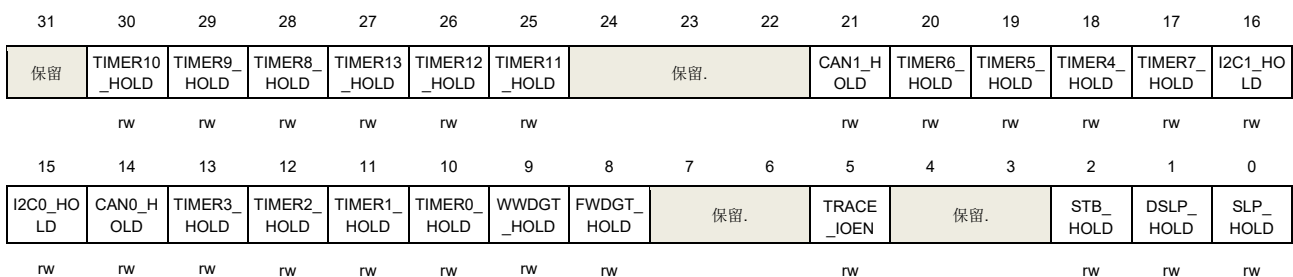 31 30 29 28 27 26 25 24 23 22 21 20 19 18 17 16
保留 TIMER10_HOLD TIMER9_HOLD TIMER8_HOLD TIMER13_HOLD TIMER12_HOLD TIMER11_HOLD 保留. CAN1_HOLD TIMER6_HOLD TIMER5_HOLD TIMER4_HOLD TIMER7_HOLD I2C1_HOLD
rw rw rw rw rw rw rw rw rw rw rw rw
15 14 13 12 11 10 9 8 7 6 5 4 3 2 1 0
I2C0_HOLD CAN0_HOLD TIMER3_HOLD TIMER2_HOLD TIMER1_HOLD TIMER0_HOLD WWDGT_HOLD FWDGT_HOLD 保留. TRACE_IOEN 保留. STB_HOLD DSLP_HOLD SLP_HOLD
rw rw rw rw rw rw rw rw rw rw rw rw